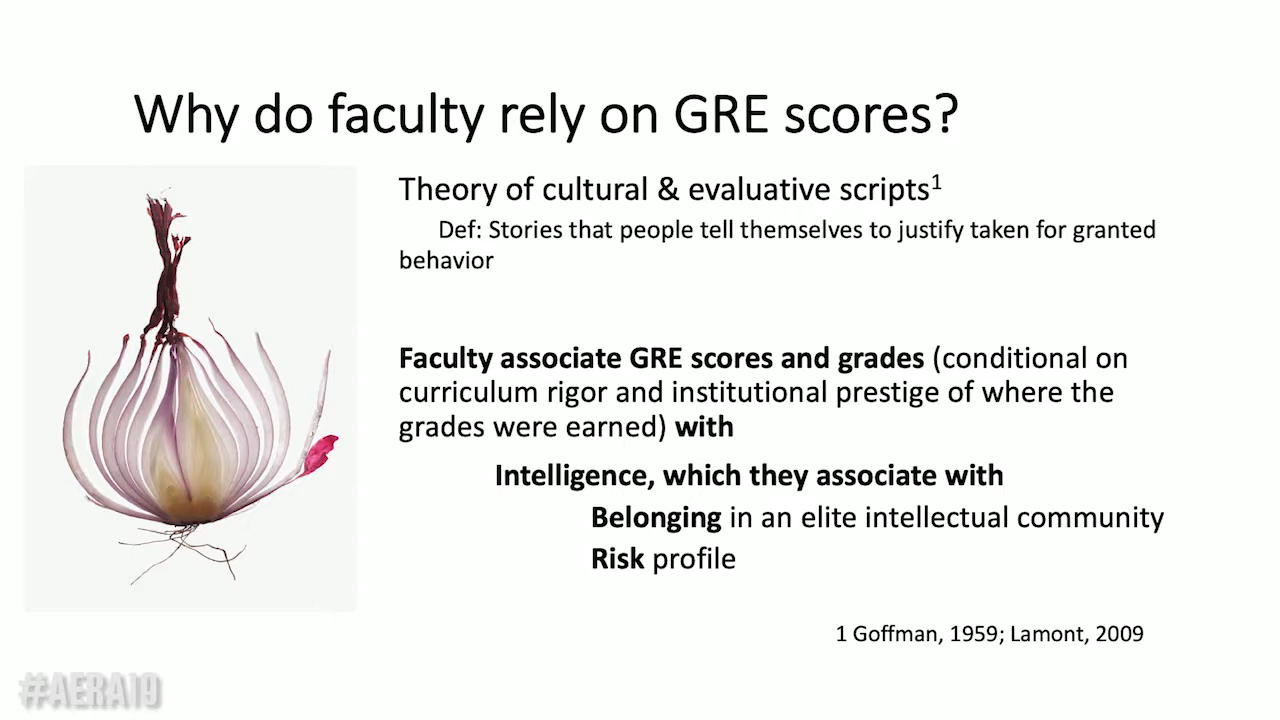 Why do faculty rely on GRE scores?
Theory of cultural & evaluative scripts1
Def: Stories that people tell themselves to justify taken for granted
behavior
Faculty associate GRE scores and grades (conditional on
curriculum rigor and institutional prestige of where the
grades were earned) with
Intelligence, which they associate with
Belonging in an elite intellectual community
Risk profile
1 Goffman, 1959; Lamont, 2009
#AERA19